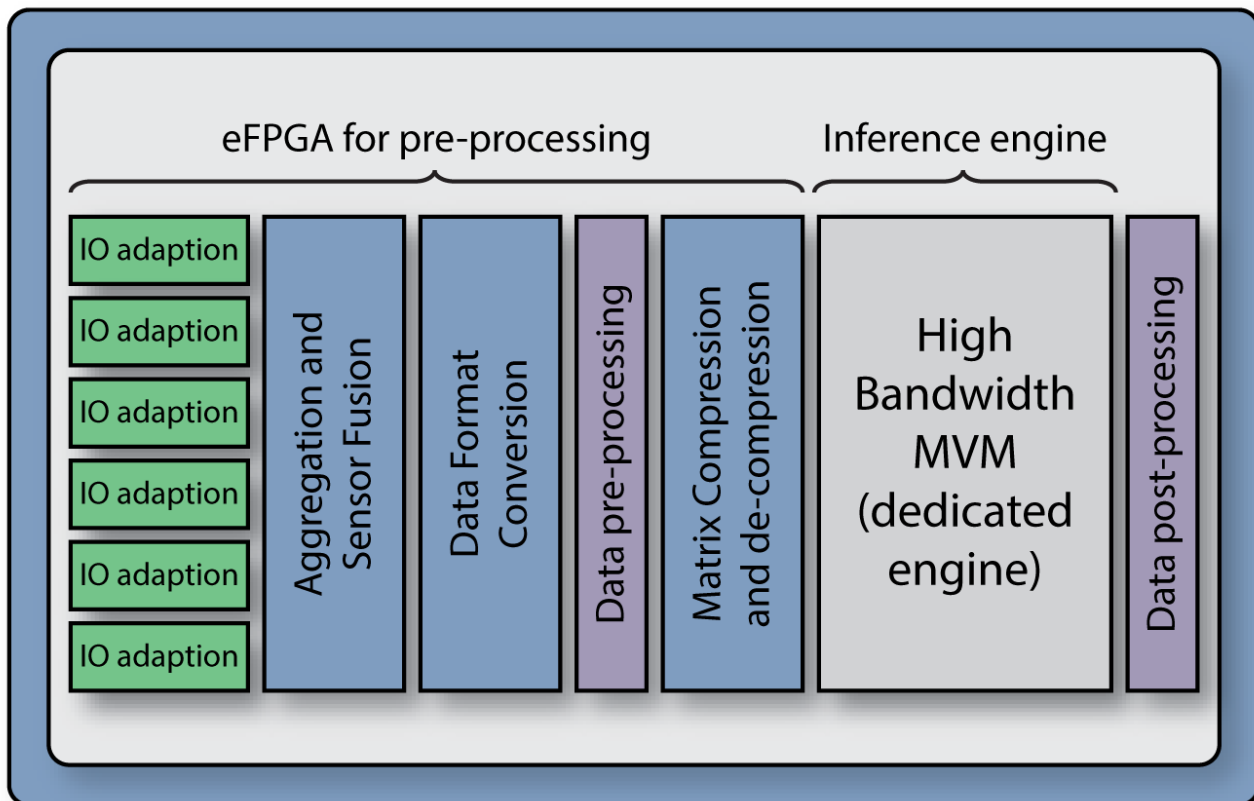 eFPGA for pre-processing
Inference engine
IO adaption
IO adaption
IO adaption
IO adaption
IO adaption
IO adaption
Aggregation and
Sensor Fusion
Data Format
Conversion
Data pre-processing
Matrix Compression
and de-compression
High
Bandwidth
MVM
(dedicated
engine)
Data post-processing